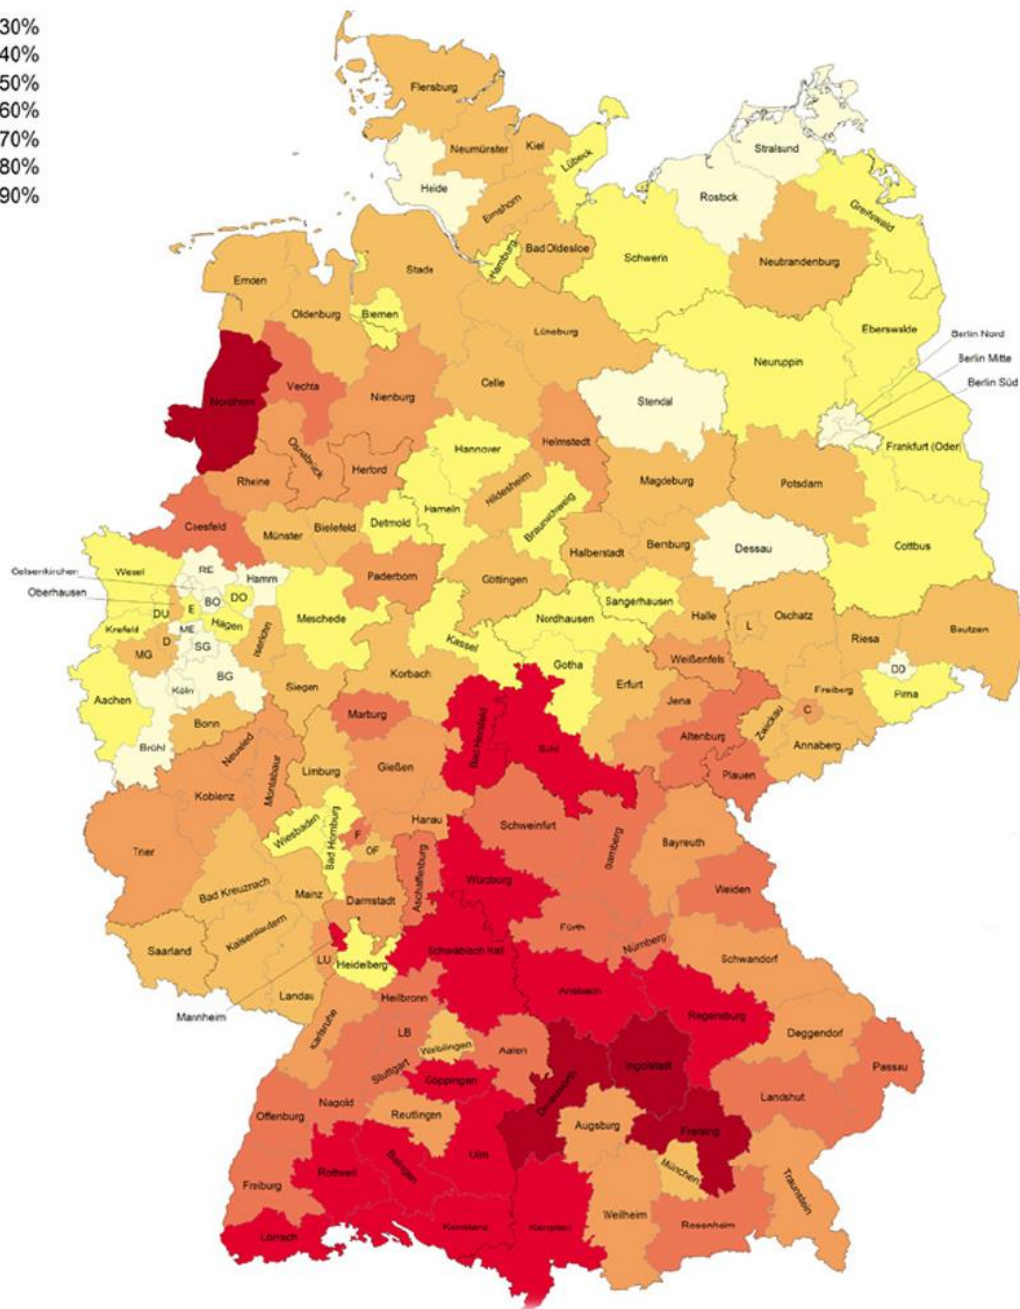 30%
40%
50%
60%
70%
80%
90%
Flensburg
Neumünster
Kiel
Lübeck
Stralsund
Heide
Rostock
Elmshorn
Greifswald
Hamburg
Bad Oldesloe
Schwerin
Neubrandenburg
Stade
Emden
Oldenburg
Bremen
Lüneburg
Eberswalde
Berlin Nord
Neuruppin
Berlin Mitte
Vechta
Celle
Berlin Süd
Nordhorn
Nienburg
Stendal
Hannover
Helmstedt
Frankfurt (Oder)
Osnabrück
Herford
Rheine
Hildesheim
Magdeburg
Potsdam
Hameln
Braunschweig
Coesfeld
Münster
Bielefeld
Detmold
Halberstadt
Bernburg
Dessau
Cottbus
Gelsenkirchen
Wesel
RE
Hamm
Paderborn
Göttingen
Oberhausen
BO
DO
Sangerhausen
DU
E
Meschede
Nordhausen
Halle
Oschatz
Krefeld
ME
Hagen
L
Bautzen
D
SG
Iserlohn
Kassel
Riesa
MG
Gotha
Weißenfels
BG
Korbach
DD
Aachen
Köln
Siegen
Erfurt
Freiberg
Pirna
Jena
Bonn
Marburg
Zwickau
C
Brühl
Neuwied
Bad Hersfeld
Suhl
Altenburg
Annaberg
Montabaur
Limburg
Gießen
Plauen
Koblenz
Hanau
Schweinfurt
Wiesbaden
Bad Homburg
F
Bamberg
Trier
OF
Aschaffenburg
Bayreuth
Bad Kreuznach
Mainz
Würzburg
Weiden
Darmstadt
Kaiserslautern
Fürth
Saarland
Schwäbisch Hall
Nürnberg
LU
Heidelberg
Schwandorf
Landau
Heilbronn
Ansbach
Mannheim
Karlsruhe
Regensburg
LB
Waiblingen
Aalen
Deggendorf
Stuttgart
Göppingen
Ingolstadt
Passau
Donauwörth
Landshut
Nagold
Offenburg
Reutlingen
Augsburg
Freising
Ulm
Rottweil
Balingen
München
Freiburg
Traunstein
Weilheim
Lörrach
Konstanz
Kempten
Rosenheim